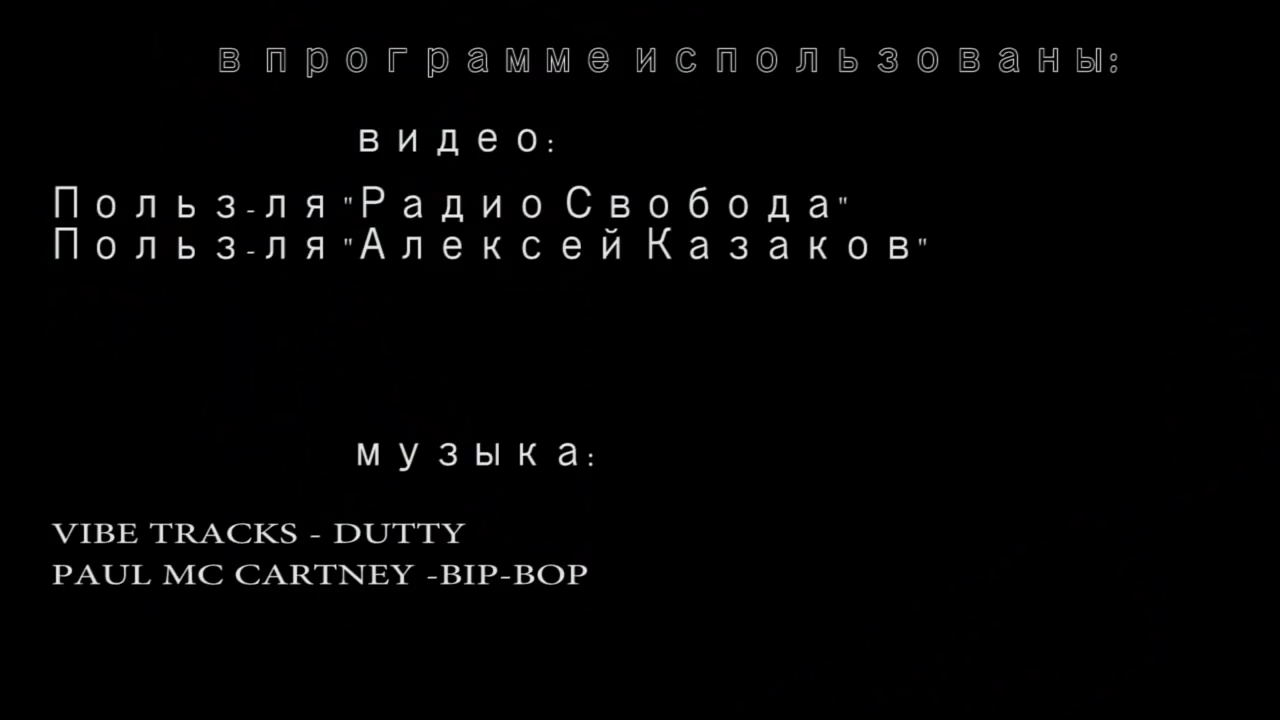 в программе использованы:
видео:
Польз-ля "Радио Свобода"
Польз-ля "Алексей Казаков"
музыка:
VIBE TRACKS - DUTTY
PAUL MC CARTNEY -BIP-BOP